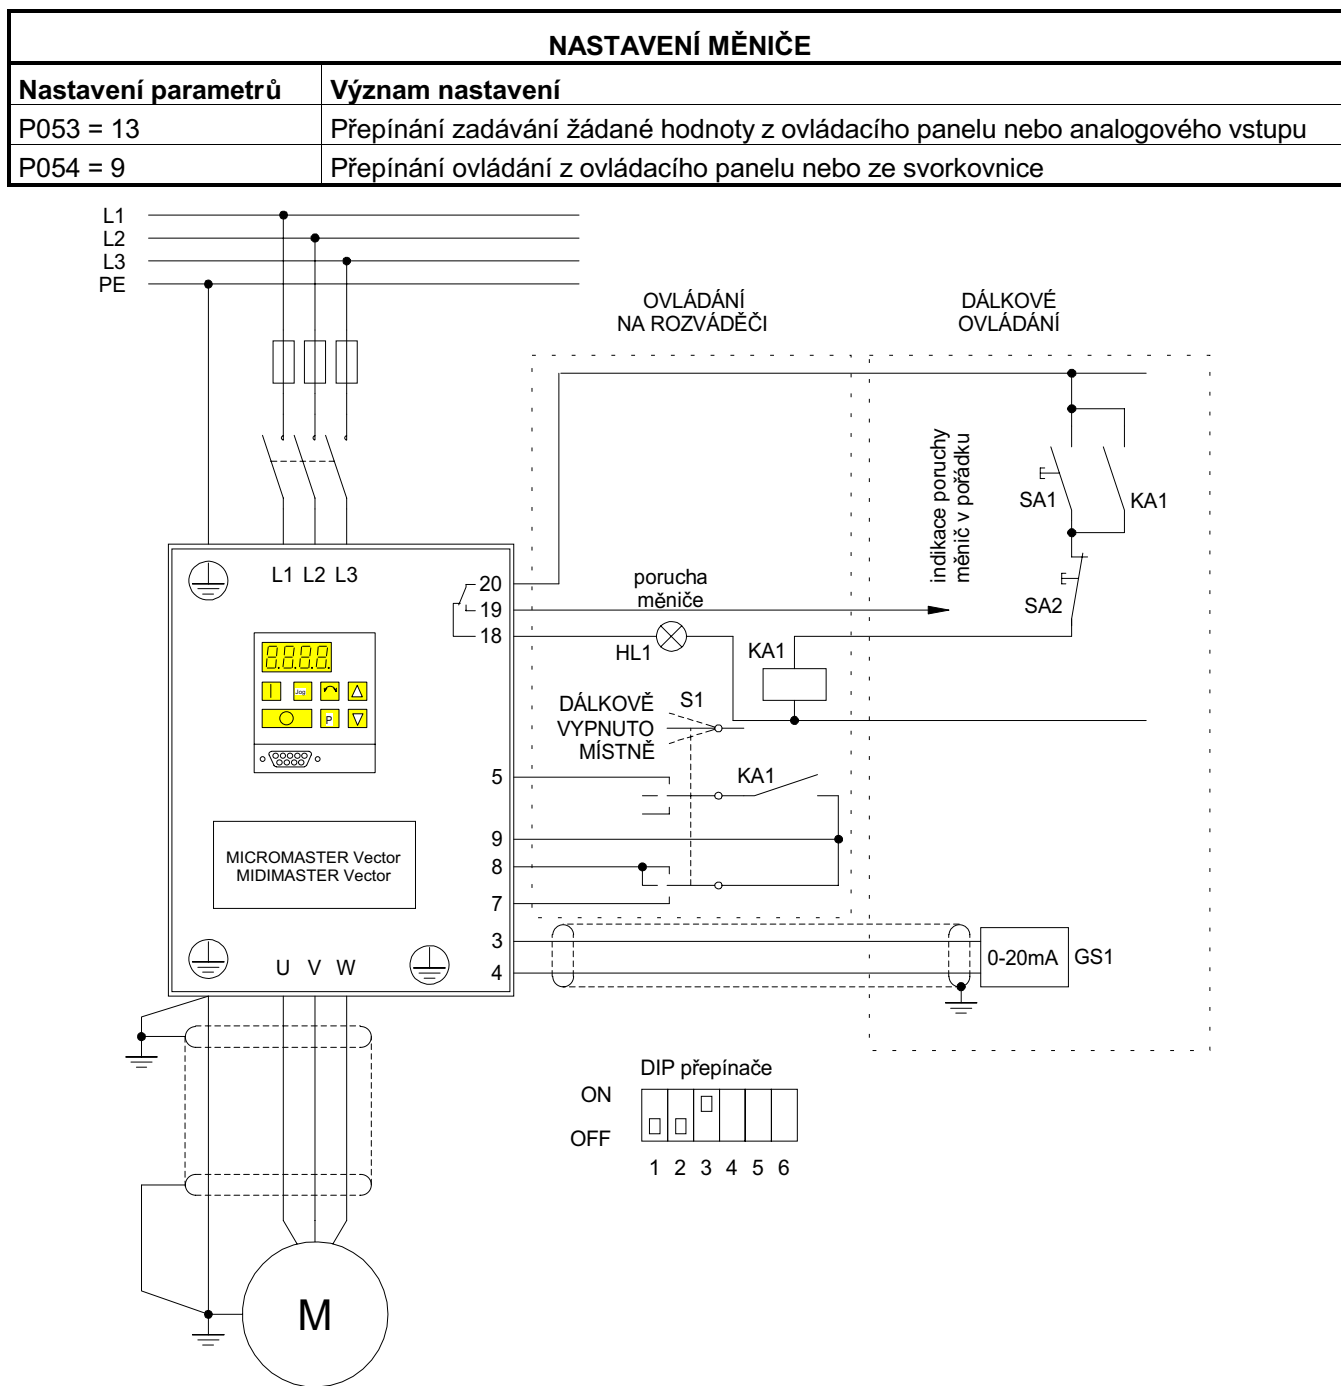 NASTAVENÍ MĚNIČE
Nastavení parametrů Význam nastavení
P053 = 13 Přepínání zadávání žádané hodnoty z ovládacího panelu nebo analogového vstupu
P054 = 9 Přepínání ovládání z ovládacího panelu nebo ze svorkovnice
L1
L2
L3
PE
OVLÁDÁNÍ
NA ROZVÁDĚČI
DÁLKOVÉ
OVLÁDÁNÍ
indikace poruchy
měnič v pořádku
SA1
KA1
SA2
L1 L2 L3
20
19
18
porucha
měniče
HL1
KA1
8.8.8.8.
Jog
P
DÁLKOVĚ
VYPNUTO
MÍSTNĚ
S1
5
KA1
9
8
7
MICROMASTER Vector
MIDIMASTER Vector
3
4
0-20mA GS1
U V W
DIP přepínače
ON
OFF
1 2 3 4 5 6
M